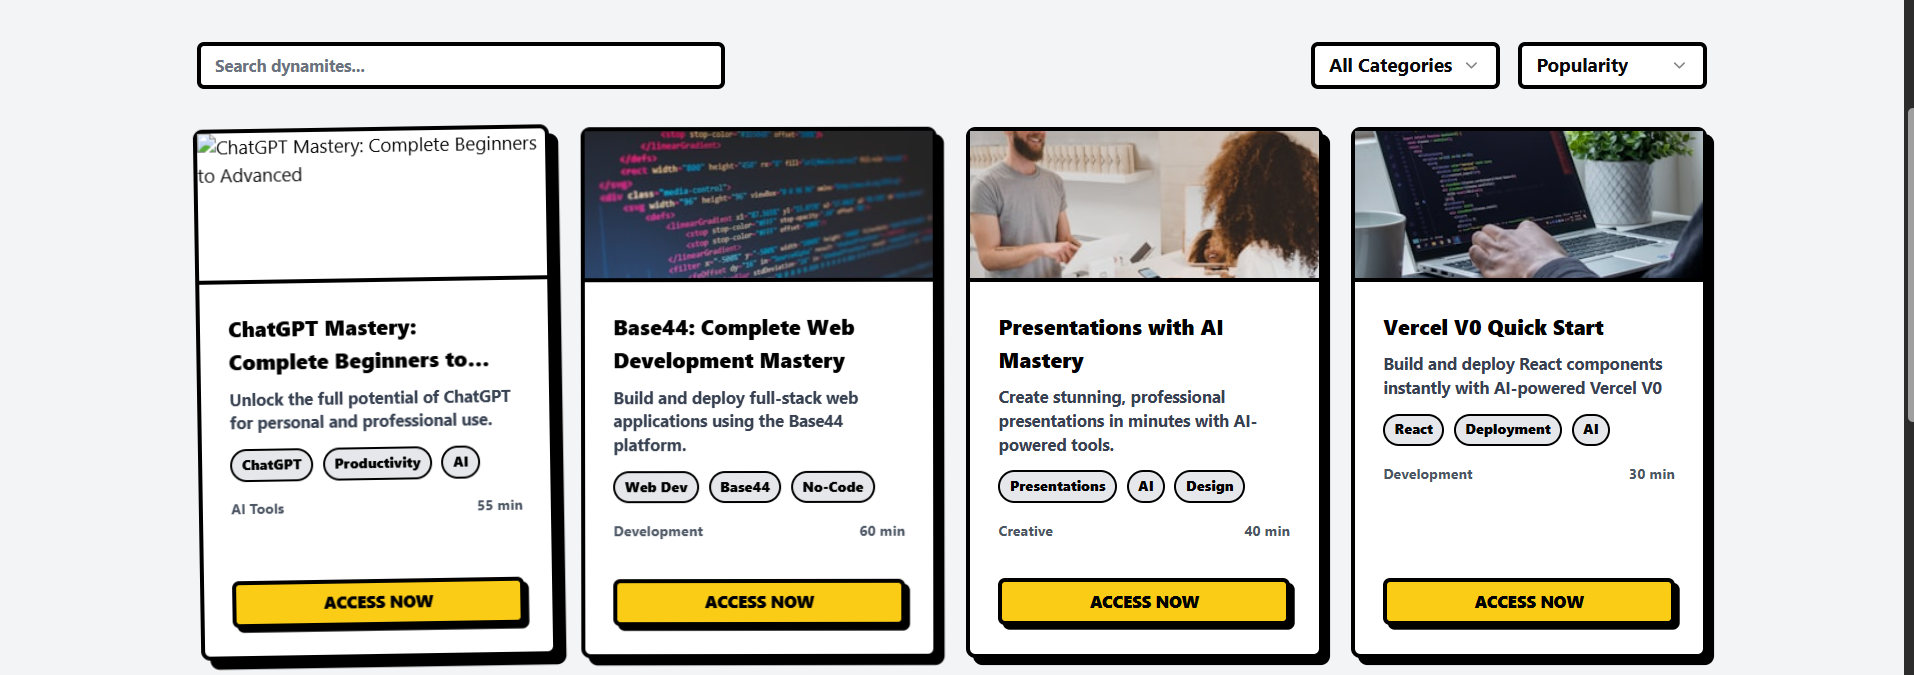 Search dynamites...
All Categories
Popularity
ChatGPT Mastery: Complete Beginners
to Advanced
ChatGPT Mastery:
Complete Beginners to...
Unlock the full potential of ChatGPT
for personal and professional use.
ChatGPT
Productivity
AI
AI Tools
55 min
ACCESS NOW
Base44: Complete Web
Development Mastery
Build and deploy full-stack web
applications using the Base44
platform.
Web Dev
Base44
No-Code
Development
60 min
ACCESS NOW
Presentations with AI
Mastery
Create stunning, professional
presentations in minutes with AI-
powered tools.
Presentations
AI
Design
Creative
40 min
ACCESS NOW
Vercel V0 Quick Start
Build and deploy React components
instantly with AI-powered Vercel V0
React
Deployment
AI
Development
30 min
ACCESS NOW